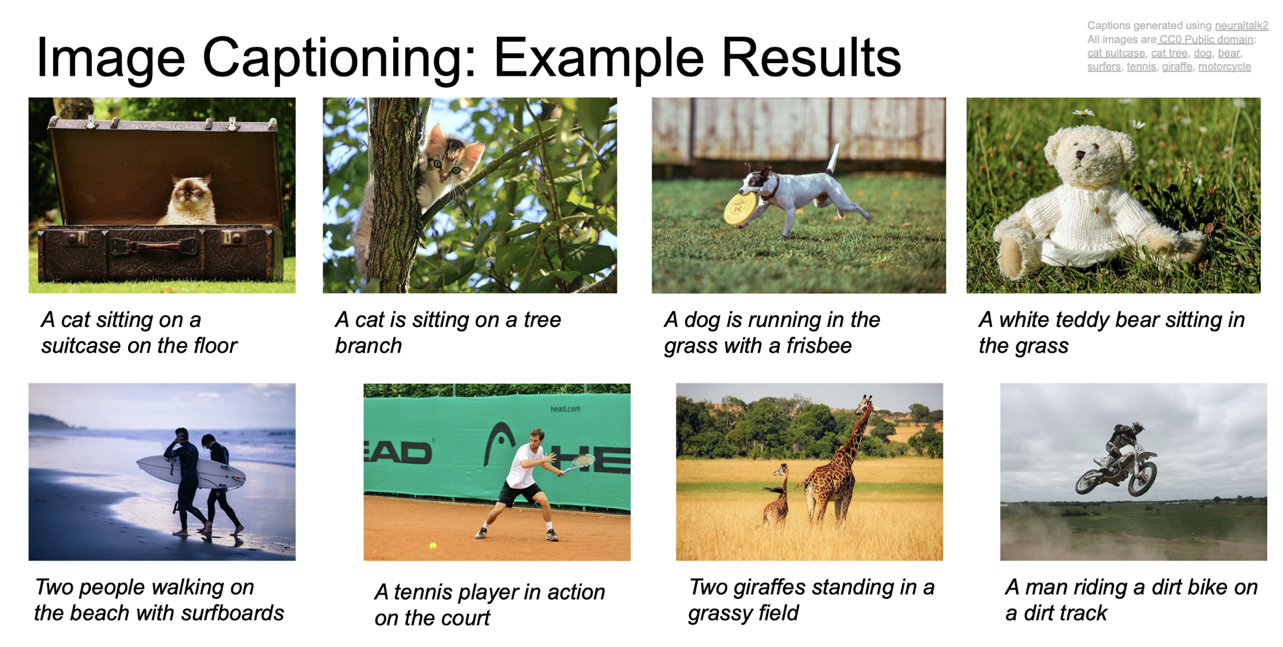 Image Captioning: Example Results
Captions generated using neuraltalk2
All images are CC0 Public domain:
cat suitcase, cat tree, dog, bear,
surfers, tennis, giraffe, motorcycle
A cat sitting on a
suitcase on the floor
A cat is sitting on a tree
branch
A dog is running in the
grass with a frisbee
A white teddy bear sitting in
the grass
head.com
EAD
HE
Two people walking on
the beach with surfboards
A tennis player in action
on the court
Two giraffes standing in a
grassy field
A man riding a dirt bike on
a dirt track